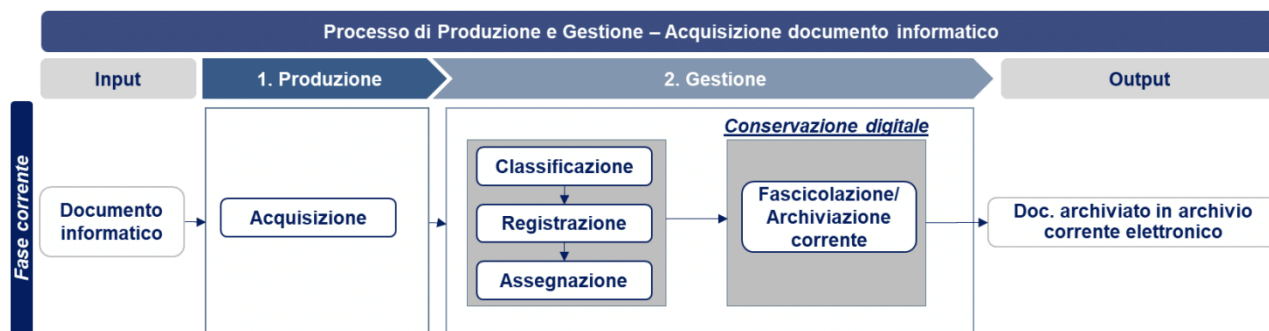 Processo di Produzione e Gestione – Acquisizione documento informatico
Input
1. Produzione
2. Gestione
Output
Fase corrente
Documento
informatico
Acquisizione
Classificazione
Registrazione
Assegnazione
Conservazione digitale
Fascicolazione/
Archiviazione
corrente
Doc. archiviato in archivio
corrente elettronico